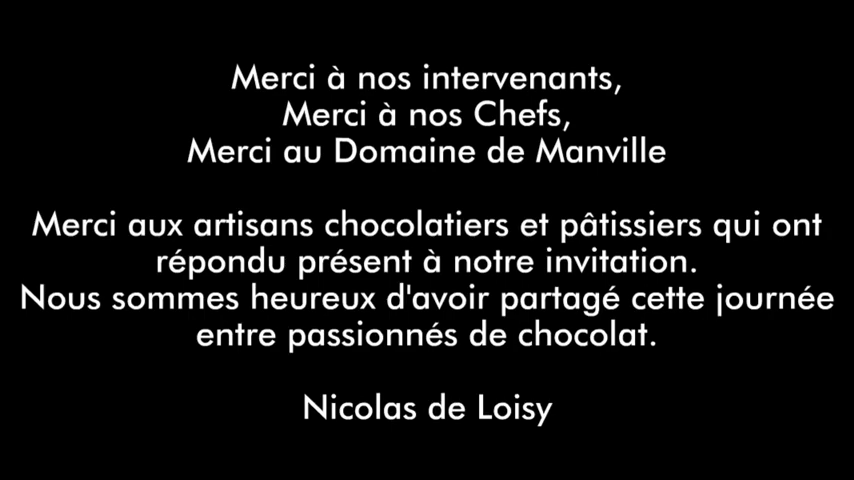 Merci à nos intervenants,
Merci à nos Chefs,
Merci au Domaine de Manville
Merci aux artisans chocolatiers et pâtissiers qui ont
répondu présent à notre invitation.
Nous sommes heureux d'avoir partagé cette journée
entre passionnés de chocolat.
Nicolas de Loisy